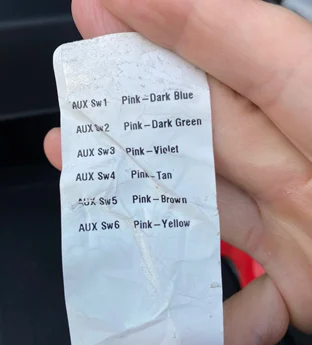 AUX Sw1 Pink-Dark Blue
AUX Sw2 Pink-Dark Green
AUX Sw3 Pink-Violet
AUX Sw4 Pink-Tan
AUX Sw5 Pink-Brown
AUX Sw6 Pink-Yellow